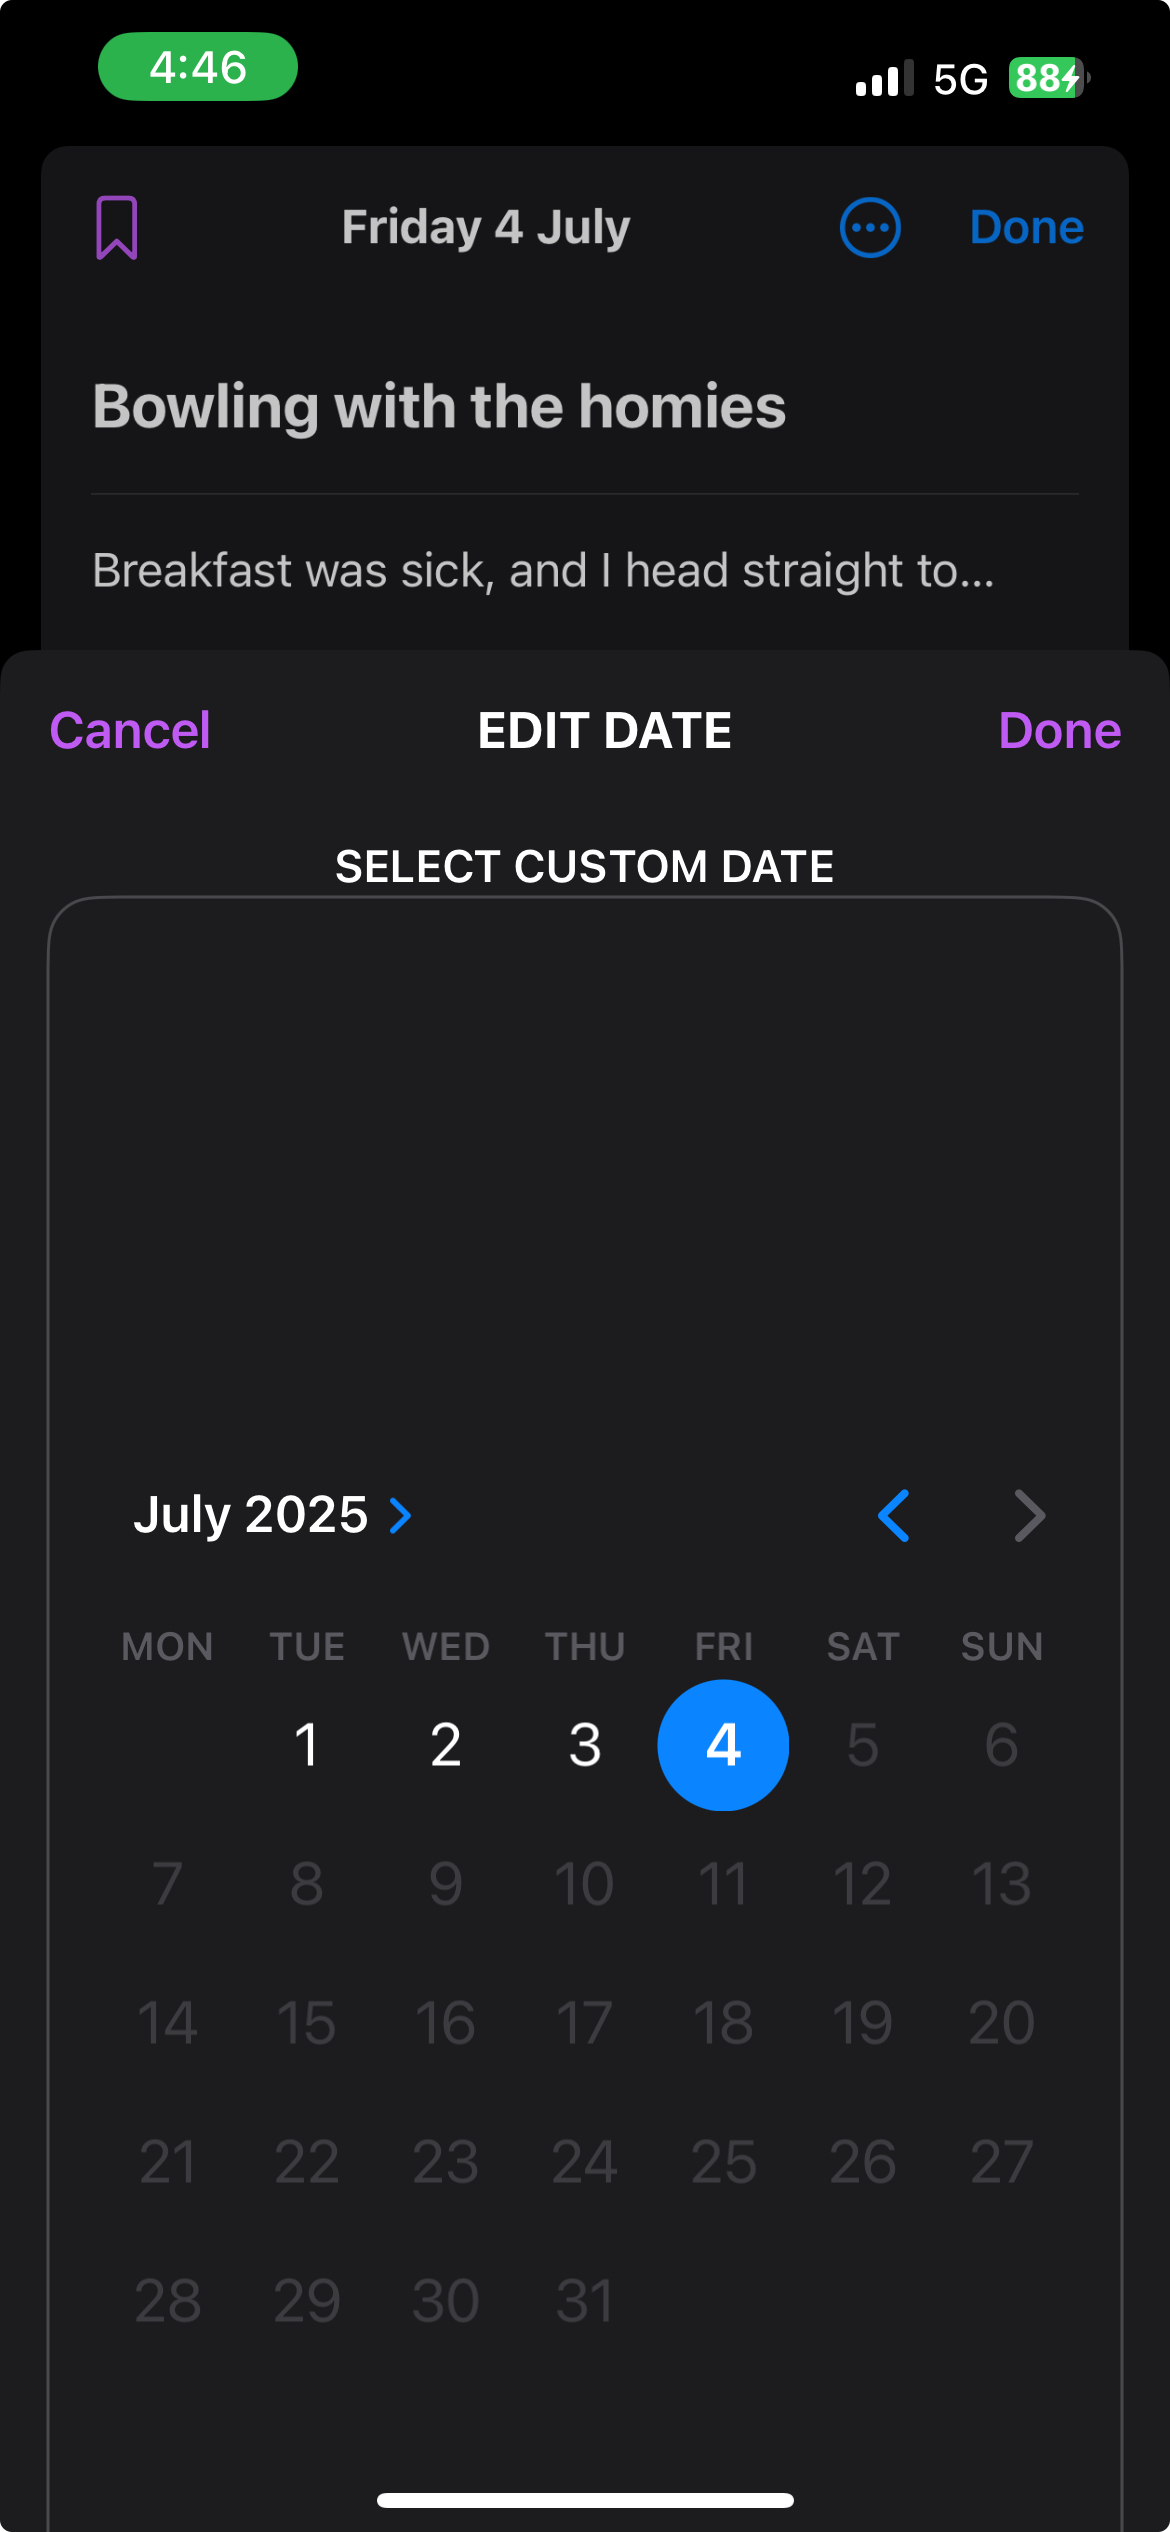 4:46
5G 88
Friday 4 July Done
Bowling with the homies
Breakfast was sick, and I head straight to...
Cancel EDIT DATE Done
SELECT CUSTOM DATE
July 2025
MON TUE WED THU FRI SAT SUN
1 2 3 4 5 6
7 8 9 10 11 12 13
14 15 16 17 18 19 20
21 22 23 24 25 26 27
28 29 30 31